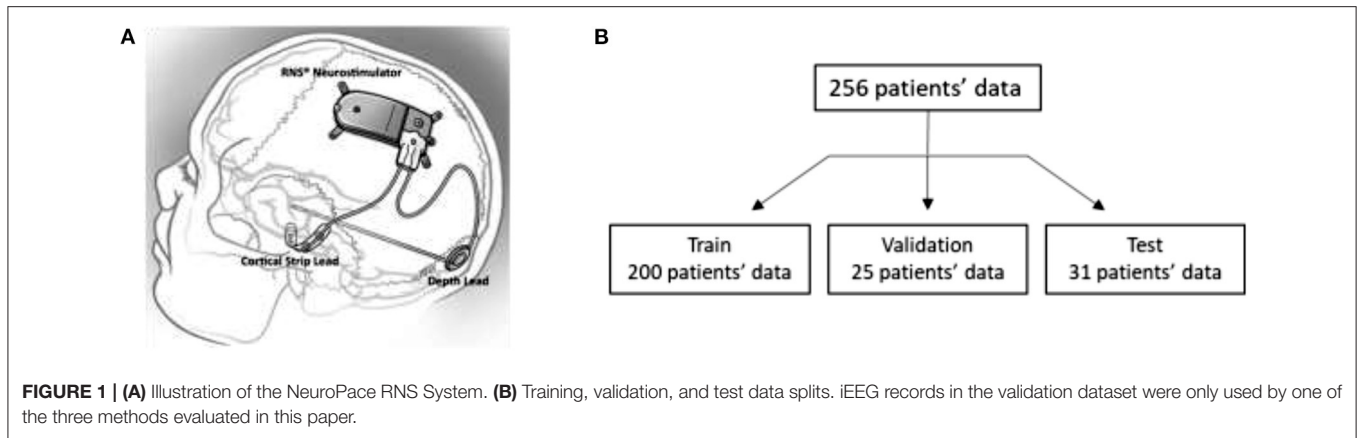 A
RNS® Neurostimulator
Cortical Strip Lead
Depth Lead
B
256 patients’ data
Train
200 patients’ data
Validation
25 patients’ data
Test
31 patients’ data
FIGURE 1 | (A) Illustration of the NeuroPace RNS System. (B) Training, validation, and test data splits. iEEG records in the validation dataset were only used by one of
the three methods evaluated in this paper.